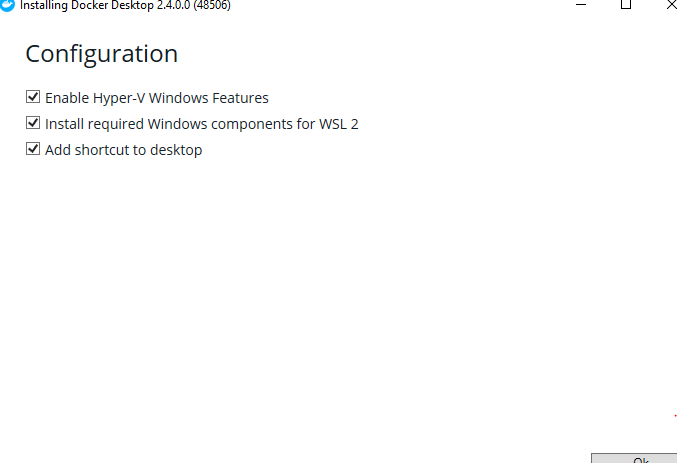 Installing Docker Desktop 2.4.0.0 (48506)
Configuration
Enable Hyper-V Windows Features
Install required Windows components for WSL 2
Add shortcut to desktop
Ok